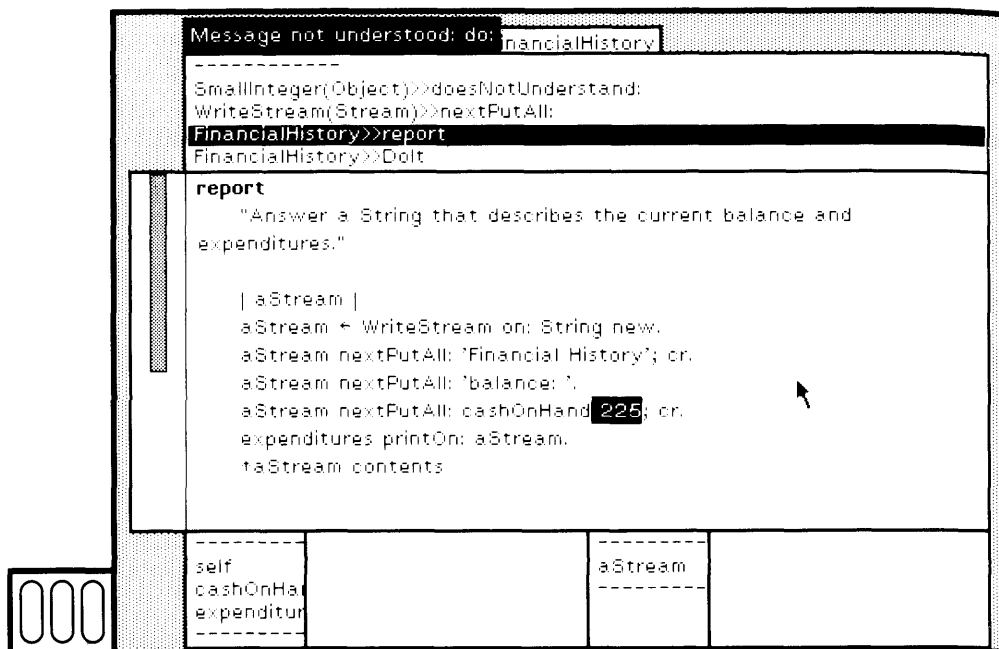 Message not understood: do:
nancialHistory
------------
SmallInteger(Object)>>doesNotUnderstand:
WriteStream(Stream)>>nextPutAll:
FinancialHistory>>report
FinancialHistory>>DoIt
report
"Answer a String that describes the current balance and
expenditures."
| aStream |
aStream ← WriteStream on: String new.
aStream nextPutAll: 'Financial History'; cr.
aStream nextPutAll: 'balance: '.
aStream nextPutAll: cashOnHand 225; cr.
expenditures printOn: aStream.
↑aStream contents
---------
self
cashOnHa
expenditur
---------
---------
aStream
---------